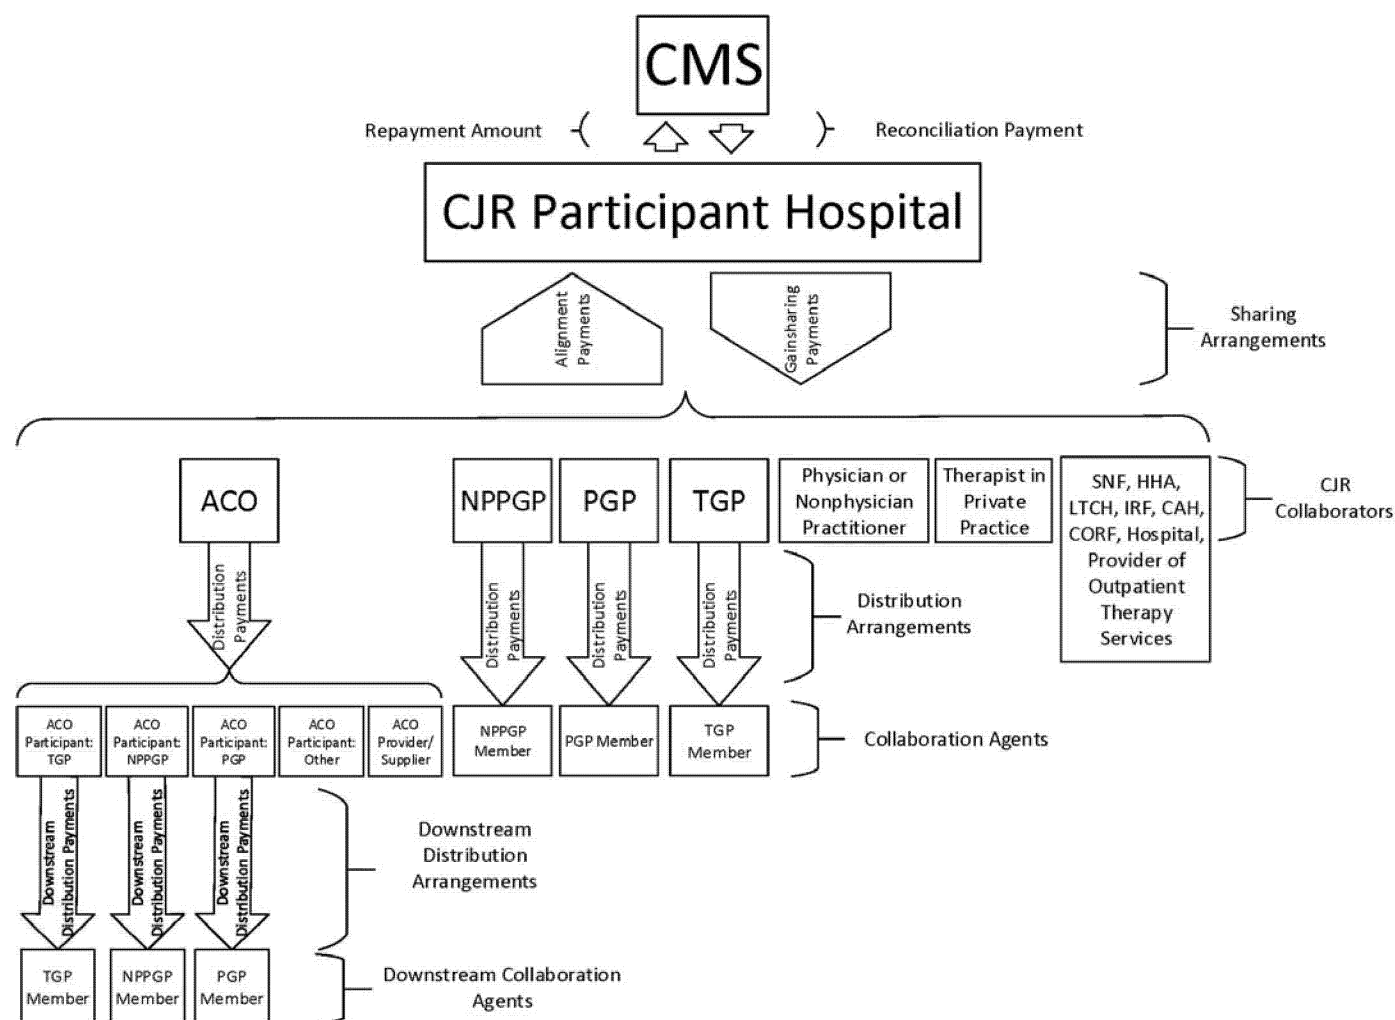 CMS
Repayment Amount
Reconciliation Payment
CJR Participant Hospital
Alignment
Payments
Gainsharing
Payments
Sharing
Arrangements
ACO
NPPGP
PGP
TGP
Physician or
Nonphysician
Practitioner
Therapist in
Private
Practice
SNF, HHA,
LTCH, IRF, CAH,
CORF, Hospital,
Provider of
Outpatient
Therapy
Services
CJR
Collaborators
Distribution
Payments
Distribution
Payments
Distribution
Payments
Distribution
Payments
Distribution
Arrangements
ACO
Participant:
TGP
ACO
Participant:
NPPGP
ACO
Participant:
PGP
ACO
Participant:
Other
ACO
Provider/
Supplier
NPPGP
Member
PGP Member
TGP
Member
Collaboration Agents
Downstream
Distribution Payments
Downstream
Distribution Payments
Downstream
Distribution Payments
Downstream
Distribution
Arrangements
TGP
Member
NPPGP
Member
PGP
Member
Downstream Collaboration
Agents